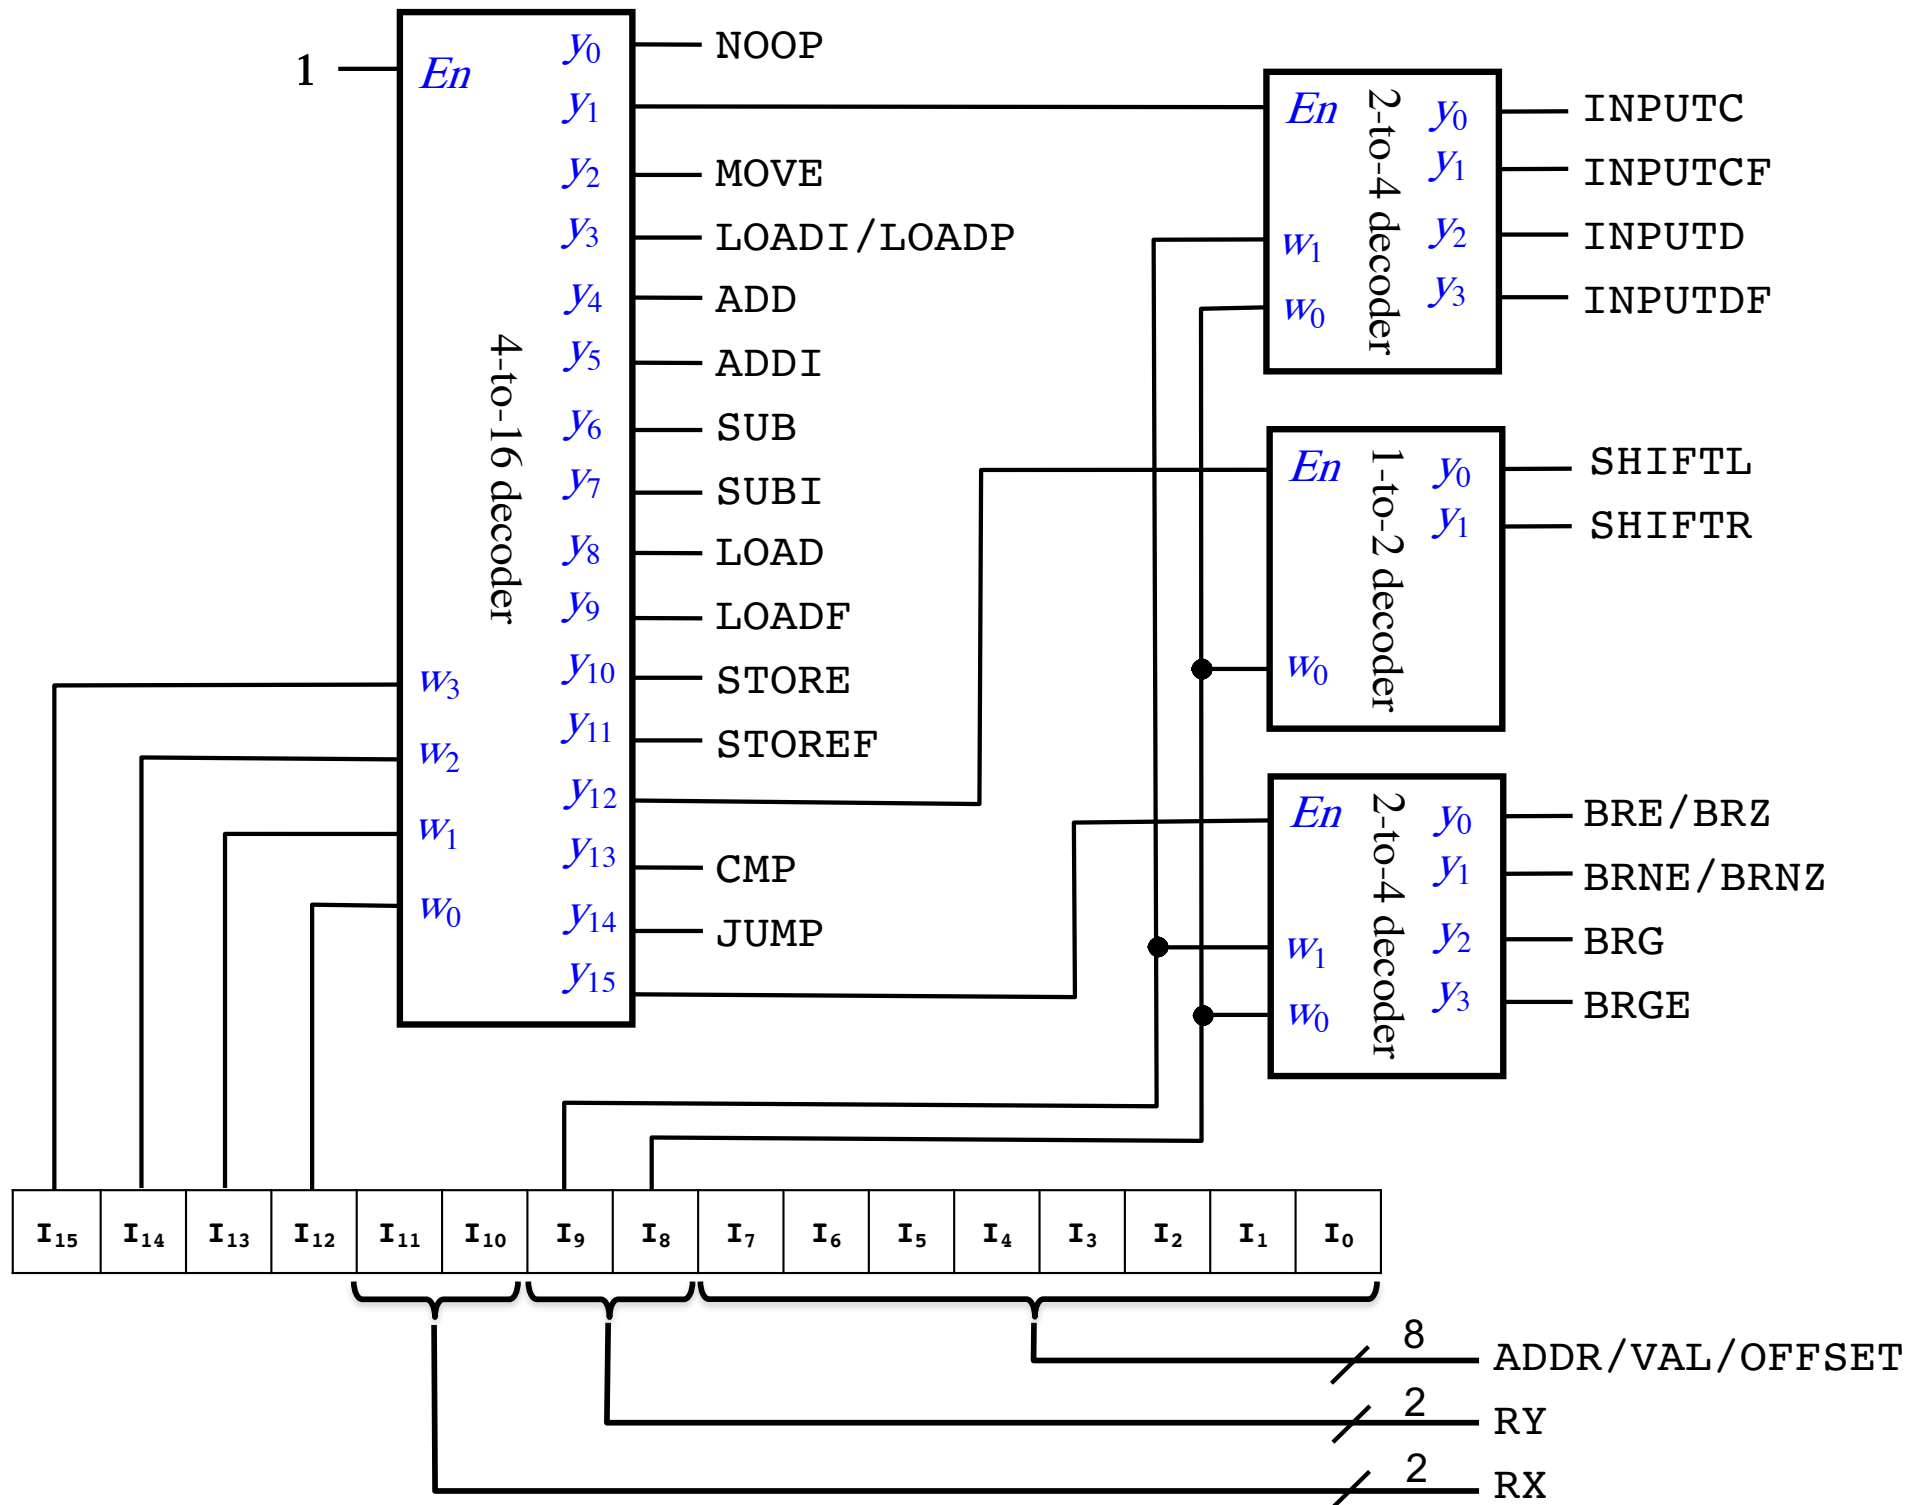 1
En
y0
y1
y2
y3
y4
y5
y6
y7
y8
y9
y10
y11
y12
y13
y14
y15
w3
w2
w1
w0
4-to-16 decoder
NOOP
MOVE
LOADI/LOADP
ADD
ADDI
SUB
SUBI
LOAD
LOADF
STORE
STOREF
CMP
JUMP
En
w1
w0
2-to-4 decoder
y0
y1
y2
y3
INPUTC
INPUTCF
INPUTD
INPUTDF
En
w0
1-to-2 decoder
y0
y1
SHIFTL
SHIFTR
En
w1
w0
2-to-4 decoder
y0
y1
y2
y3
BRE/BRZ
BRNE/BRNZ
BRG
BRGE
I15 I14 I13 I12 I11 I10 I9 I8 I7 I6 I5 I4 I3 I2 I1 I0
8
ADDR/VAL/OFFSET
2
RY
2
RX